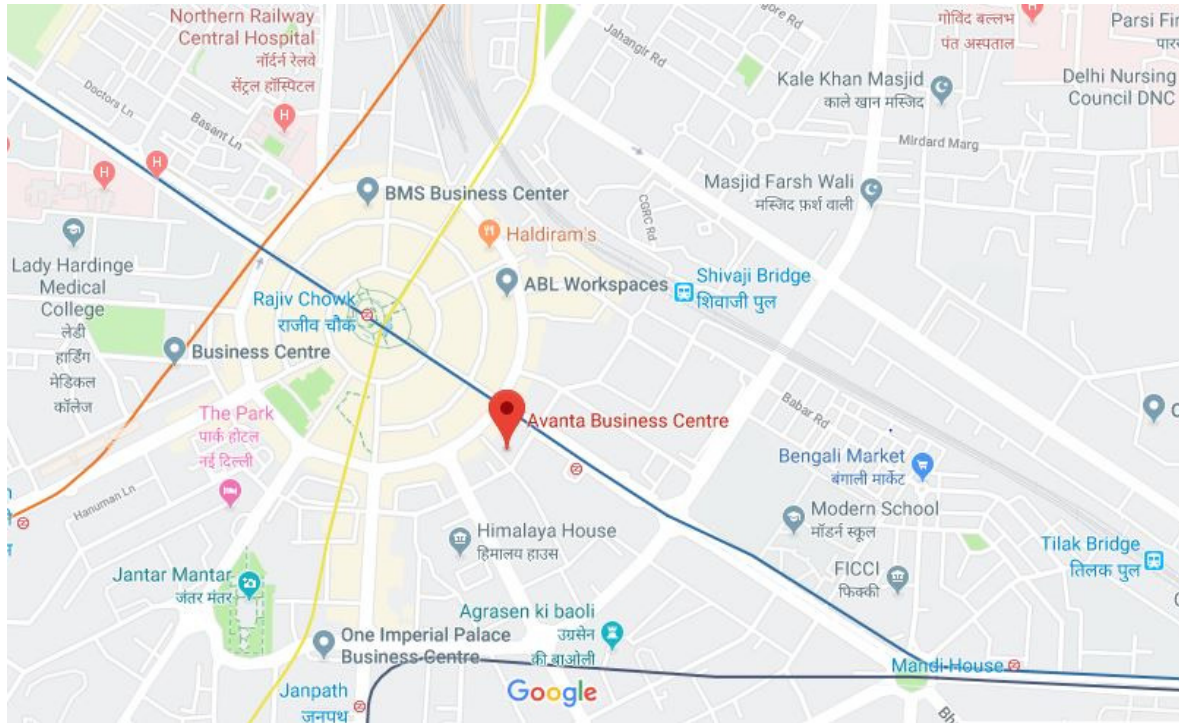 Northern Railway
Central Hospital
नॉर्दर्न रेलवे
सेंट्रल हॉस्पिटल
Jahangir Rd
गोविंद बल्लभ
पंत अस्पताल
Kale Khan Masjid
काले खान मस्जिद
Delhi Nursing
Council DNC
Doctors Ln
Basant Ln
H
H
H
Mirdard Marg
BMS Business Center
Masjid Farsh Wali
मस्जिद फ़र्श वाली
CGRC Rd
Haldiram's
Lady Hardinge
Medical
College
लेडी
हार्डिंग
मेडिकल
कॉलेज
ABL Workspaces
Shivaji Bridge
शिवाजी पुल
Rajiv Chowk
राजीव चौक
Business Centre
The Park
पार्क होटल
नई दिल्ली
Avanta Business Centre
Babar Rd
Bengali Market
बंगाली मार्केट
Hanuman Ln
Modern School
मॉडर्न स्कूल
Himalaya House
हिमालय हाउस
Tilak Bridge
तिलक पुल
FICCI
फिक्की
Jantar Mantar
जंतर मंतर
Agrasen ki baoli
उग्रसेन
की बाओली
One Imperial Palace
Business Centre
Mandi House
Janpath
जनपथ
Google